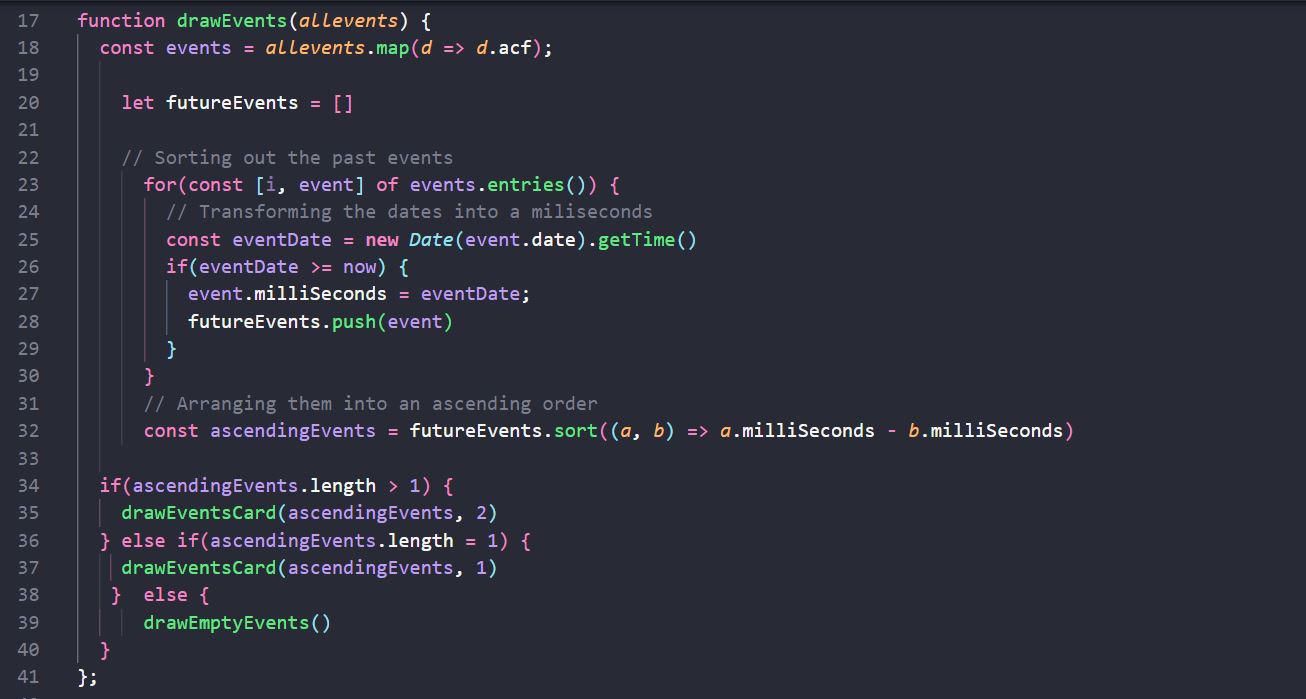 17 function drawEvents(allevents) {
18 const events = allevents.map(d => d.acf);
19
20 let futureEvents = []
21
22 // Sorting out the past events
23 for(const [i, event] of events.entries()) {
24 // Transforming the dates into a miliseconds
25 const eventDate = new Date(event.date).getTime()
26 if(eventDate >= now) {
27 event.milliSeconds = eventDate;
28 futureEvents.push(event)
29 }
30 }
31 // Arranging them into an ascending order
32 const ascendingEvents = futureEvents.sort((a, b) => a.milliSeconds - b.milliSeconds)
33
34 if(ascendingEvents.length > 1) {
35 drawEventsCard(ascendingEvents, 2)
36 } else if(ascendingEvents.length = 1) {
37 drawEventsCard(ascendingEvents, 1)
38 } else {
39 drawEmptyEvents()
40 }
41 };